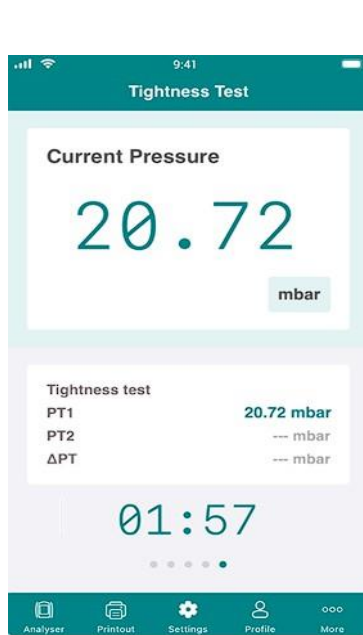 9:41
Tightness Test
Current Pressure
20.72
mbar
Tightness test
PT1 20.72 mbar
PT2 --- mbar
ΔPT --- mbar
01:57
Analyser Printout Settings Profile More